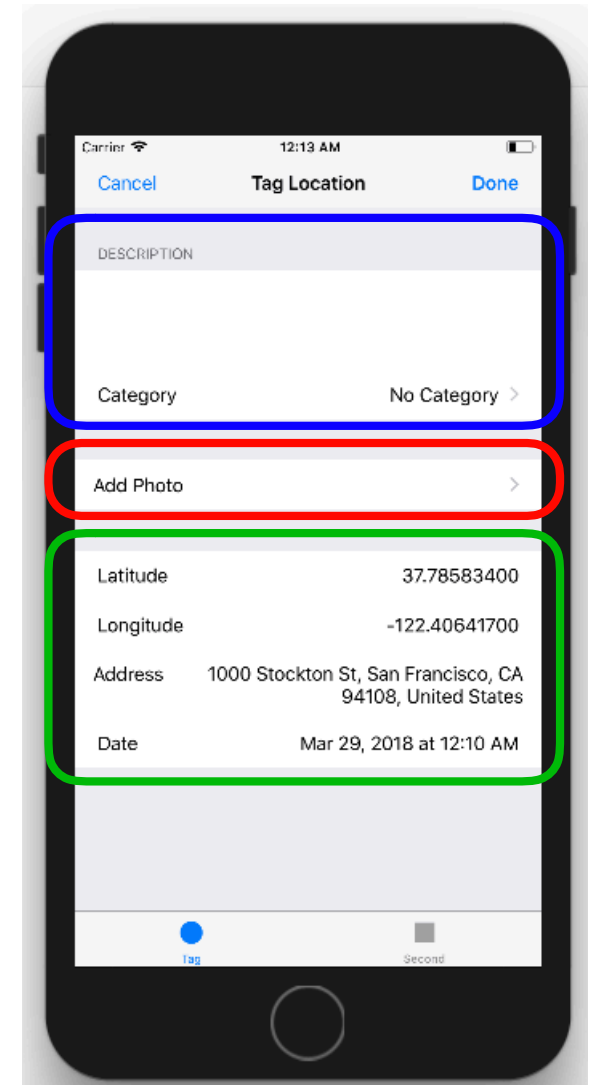 Carrier 12:13 AM
Cancel Tag Location Done
DESCRIPTION
Category No Category
Add Photo
Latitude 37.78583400
Longitude -122.40641700
Address 1000 Stockton St, San Francisco, CA
94108, United States
Date Mar 29, 2018 at 12:10 AM
Tag Second